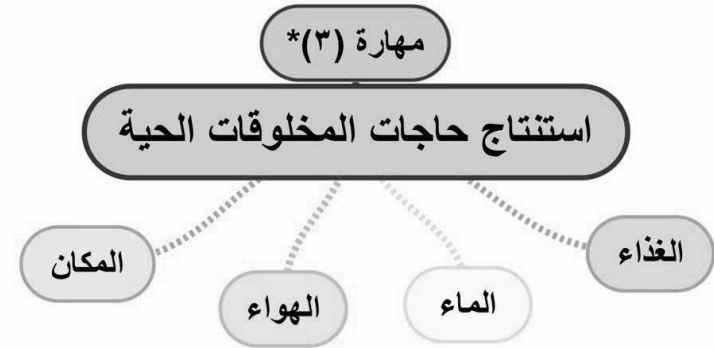 مهارة (٣)*
استنتاج حاجات المخلوقات الحية
الغذاء
الماء
الهواء
المكان